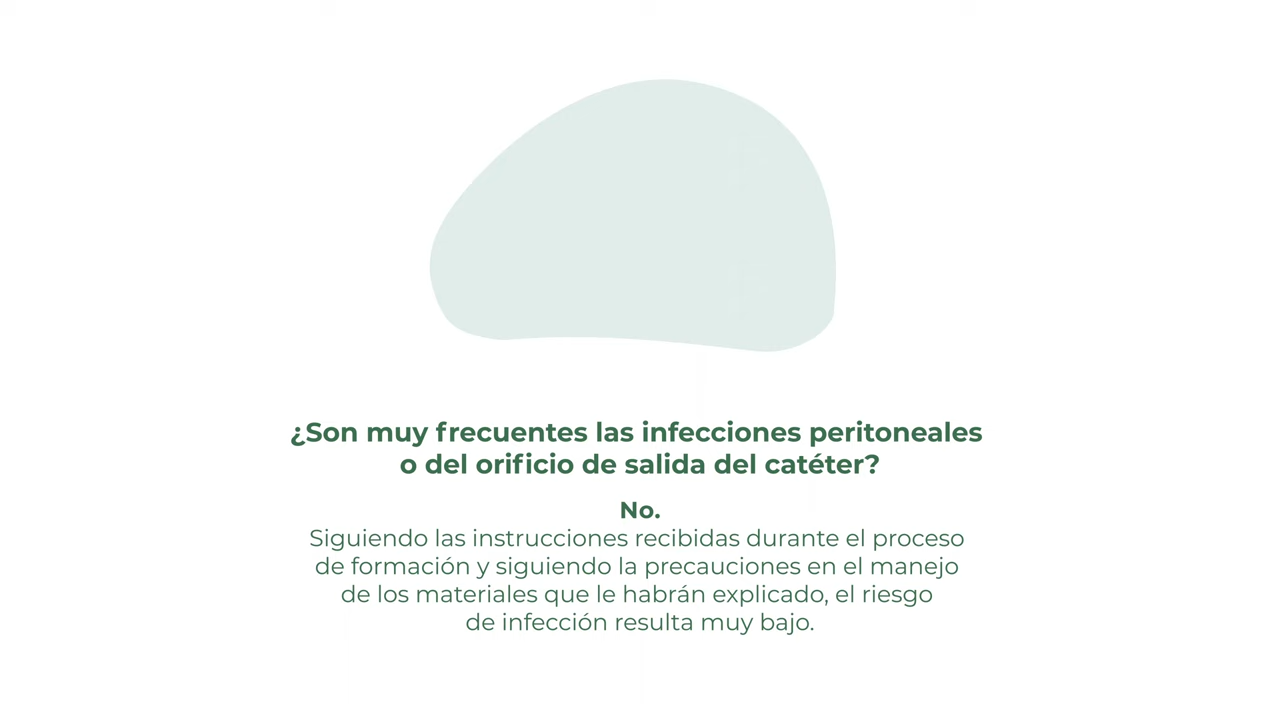 ¿Son muy frecuentes las infecciones peritoneales
o del orificio de salida del catéter?
No.
Siguiendo las instrucciones recibidas durante el proceso
de formación y siguiendo la precauciones en el manejo
de los materiales que le habrán explicado, el riesgo
de infección resulta muy bajo.